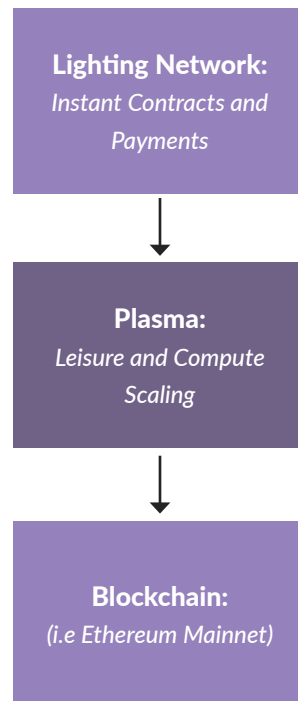 Lighting Network:
Instant Contracts and
Payments
Plasma:
Leisure and Compute
Scaling
Blockchain:
(i.e Ethereum Mainnet)